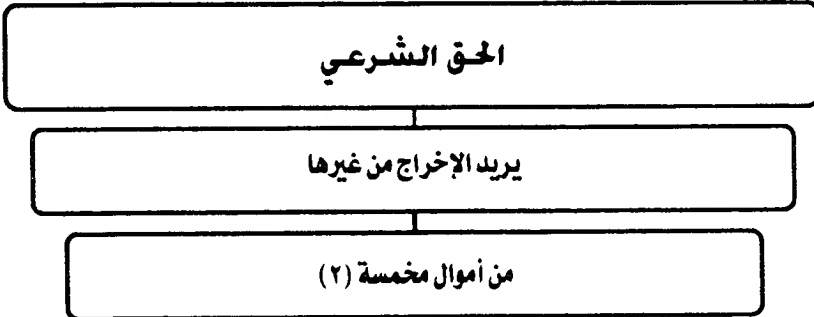 الحق الشرعي
يريد الإخراج من غيرها
من أموال مخمسة (٢)